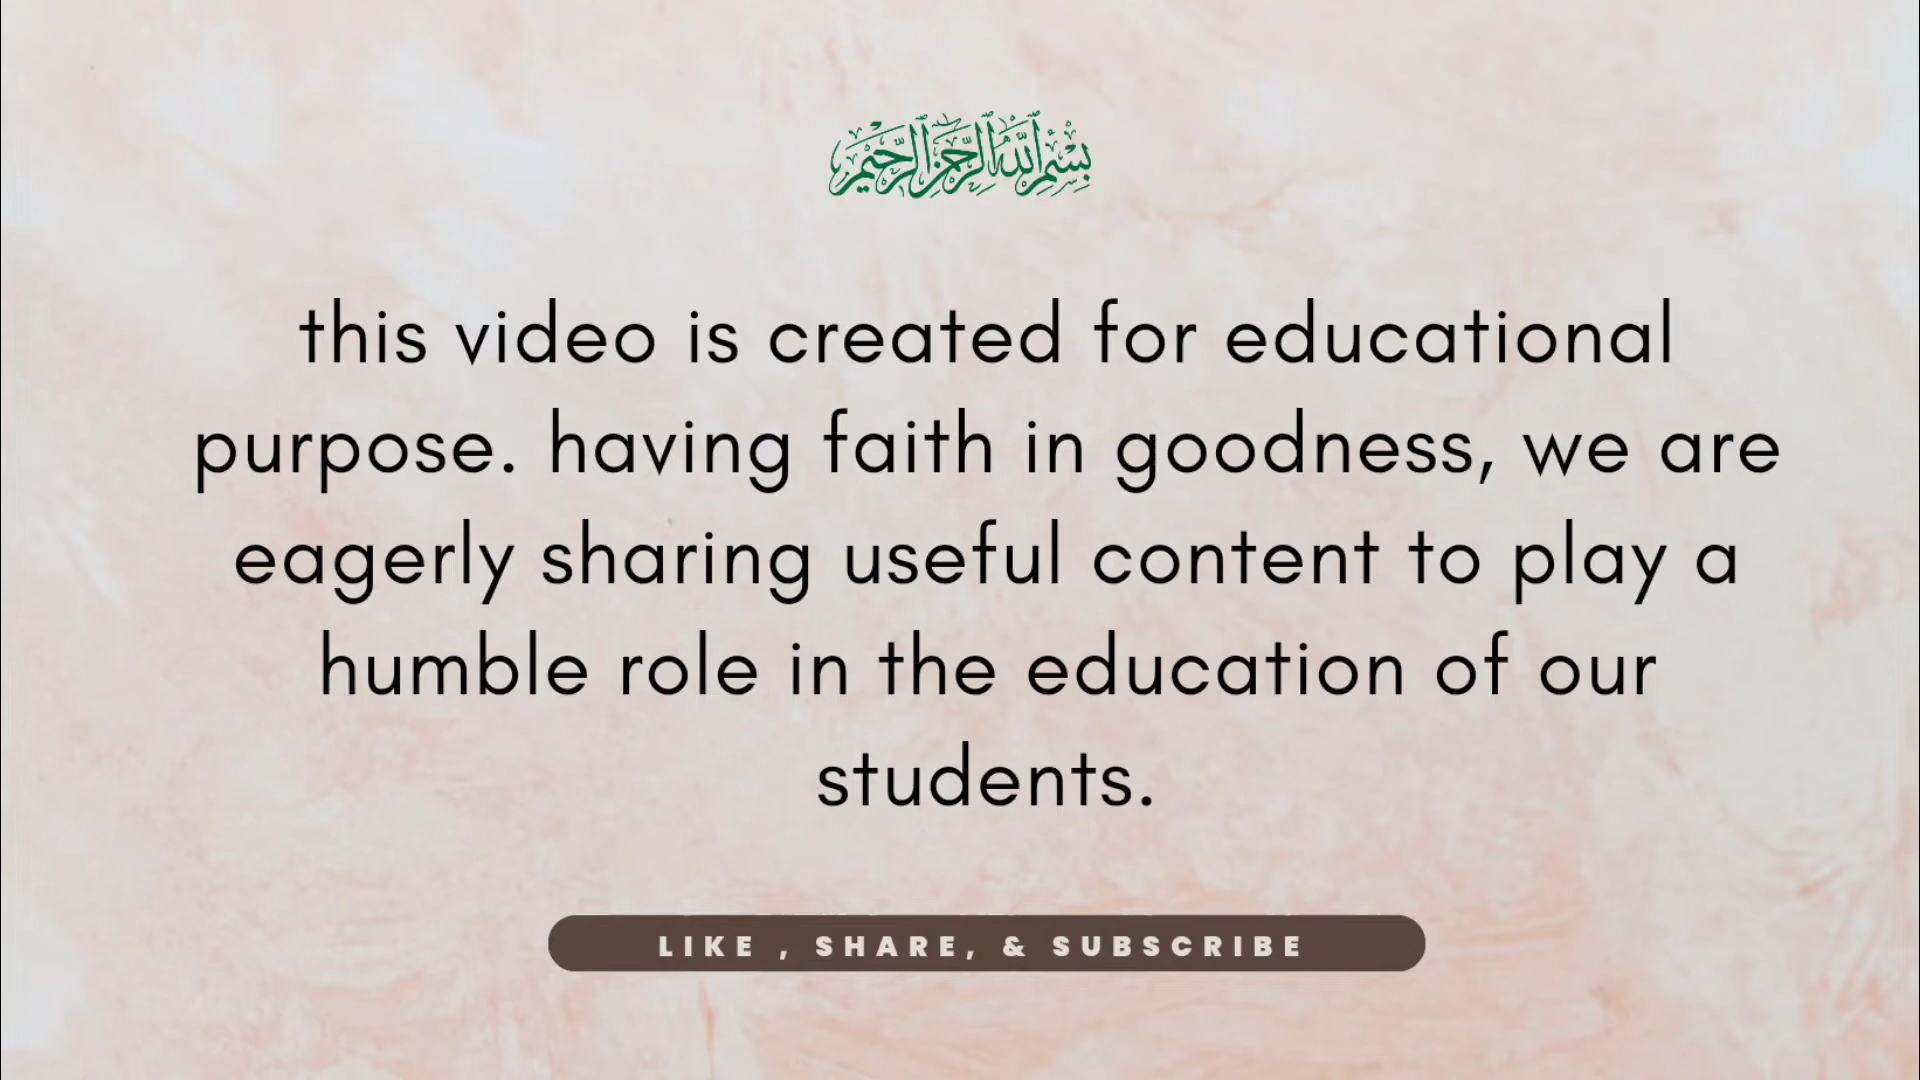 بسم الله الرحمن الرحيم
this video is created for educational
purpose. having faith in goodness, we are
eagerly sharing useful content to play a
humble role in the education of our
students.
LIKE , SHARE, & SUBSCRIBE